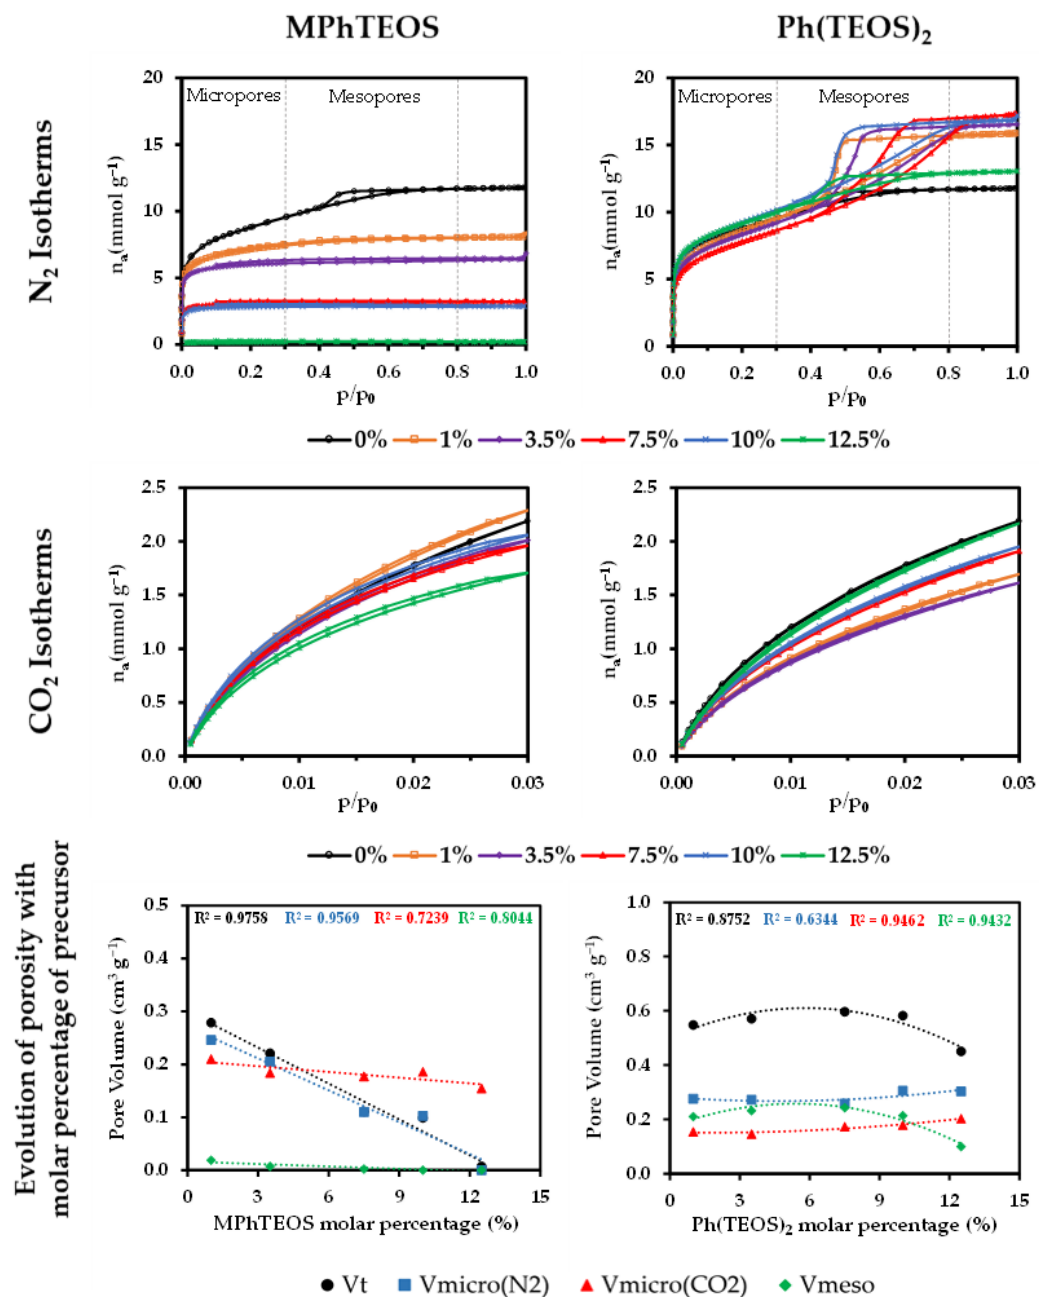 MPhTEOS
Ph(TEOS)₂
N₂ Isotherms
nₐ(mmol g⁻¹)
20
15
10
5
0
Micropores
Mesopores
0.0 0.2 0.4 0.6 0.8 1.0
p/p₀
nₐ(mmol g⁻¹)
20
15
10
5
0
Micropores
Mesopores
0.0 0.2 0.4 0.6 0.8 1.0
p/p₀
0% 1% 3.5% 7.5% 10% 12.5%
CO₂ Isotherms
nₐ(mmol g⁻¹)
2.5
2.0
1.5
1.0
0.5
0.0
0.00 0.01 0.02 0.03
p/p₀
nₐ(mmol g⁻¹)
2.5
2.0
1.5
1.0
0.5
0.0
0.00 0.01 0.02 0.03
p/p₀
0% 1% 3.5% 7.5% 10% 12.5%
Evolution of porosity with
molar percentage of precursor
Pore Volume (cm³ g⁻¹)
0.5
0.4
0.3
0.2
0.1
0.0
R² = 0.9758 R² = 0.9569 R² = 0.7239 R² = 0.8044
0 3 6 9 12 15
MPhTEOS molar percentage (%)
Pore Volume (cm³ g⁻¹)
1.0
0.8
0.6
0.4
0.2
0.0
R² = 0.8752 R² = 0.6344 R² = 0.9462 R² = 0.9432
0 3 6 9 12 15
Ph(TEOS)₂ molar percentage (%)
Vt Vmicro(N2) Vmicro(CO2) Vmeso